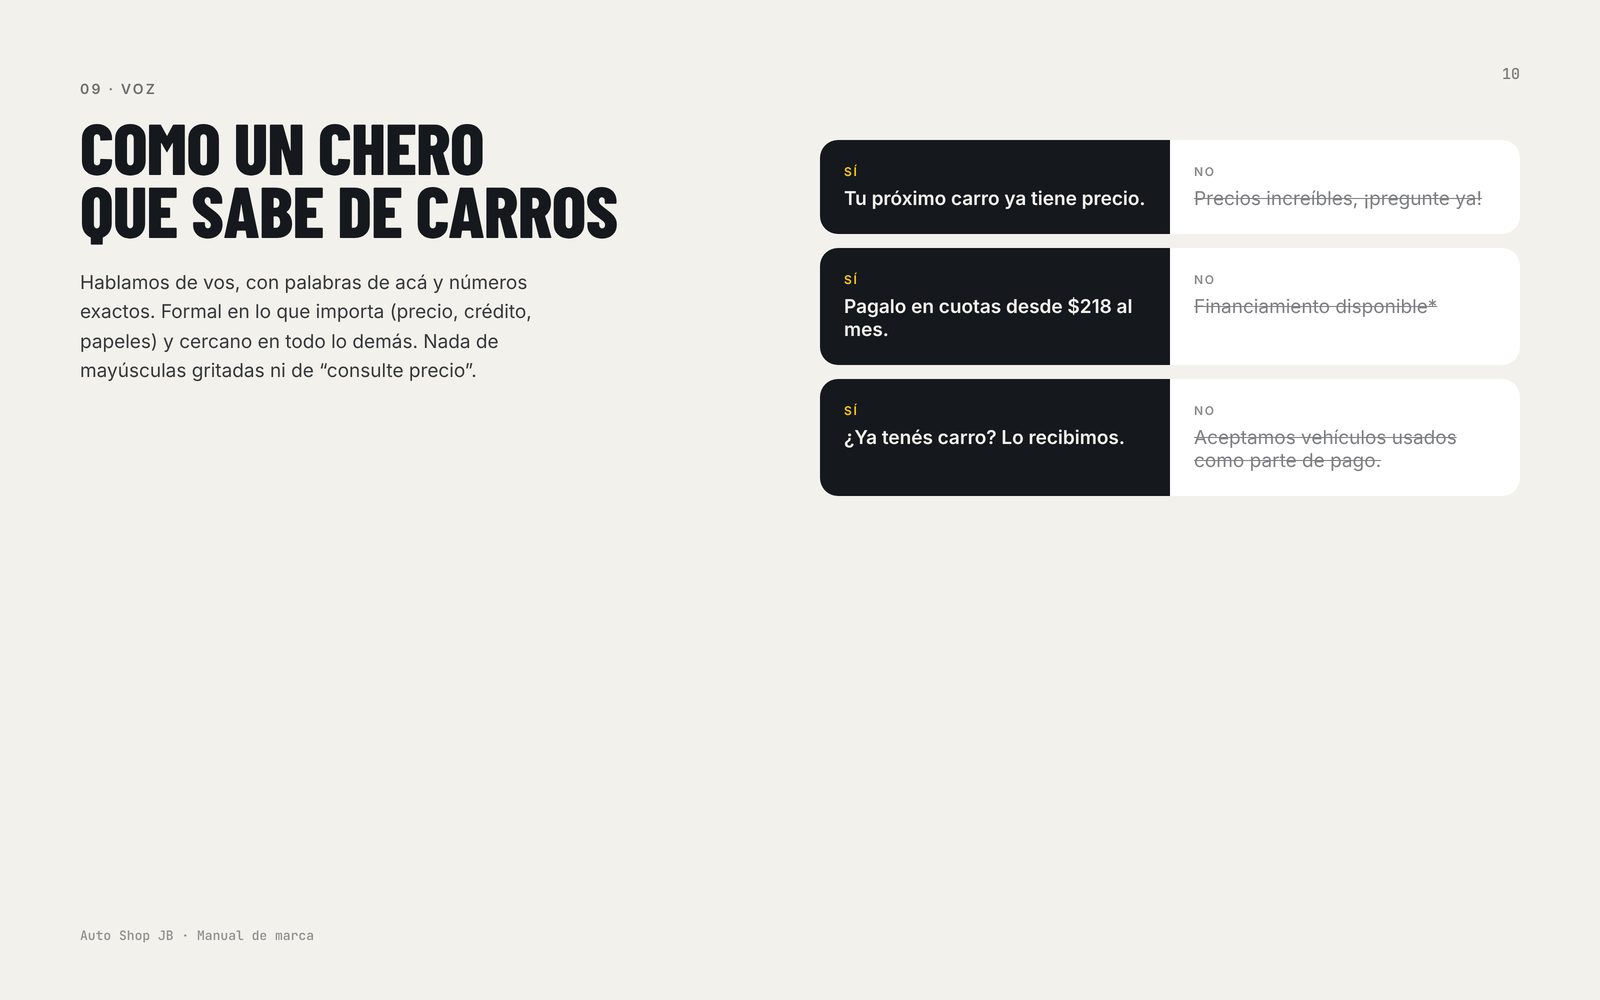 10
09 · VOZ
COMO UN CHERO
QUE SABE DE CARROS
Hablamos de vos, con palabras de acá y números
exactos. Formal en lo que importa (precio, crédito,
papeles) y cercano en todo lo demás. Nada de
mayúsculas gritadas ni de “consulte precio”.
SÍ
Tu próximo carro ya tiene precio.
NO
Precios increíbles, ¡pregunte ya!
SÍ
Pagalo en cuotas desde $218 al
mes.
NO
Financiamiento disponible*
SÍ
¿Ya tenés carro? Lo recibimos.
NO
Aceptamos vehículos usados
como parte de pago.
Auto Shop JB · Manual de marca